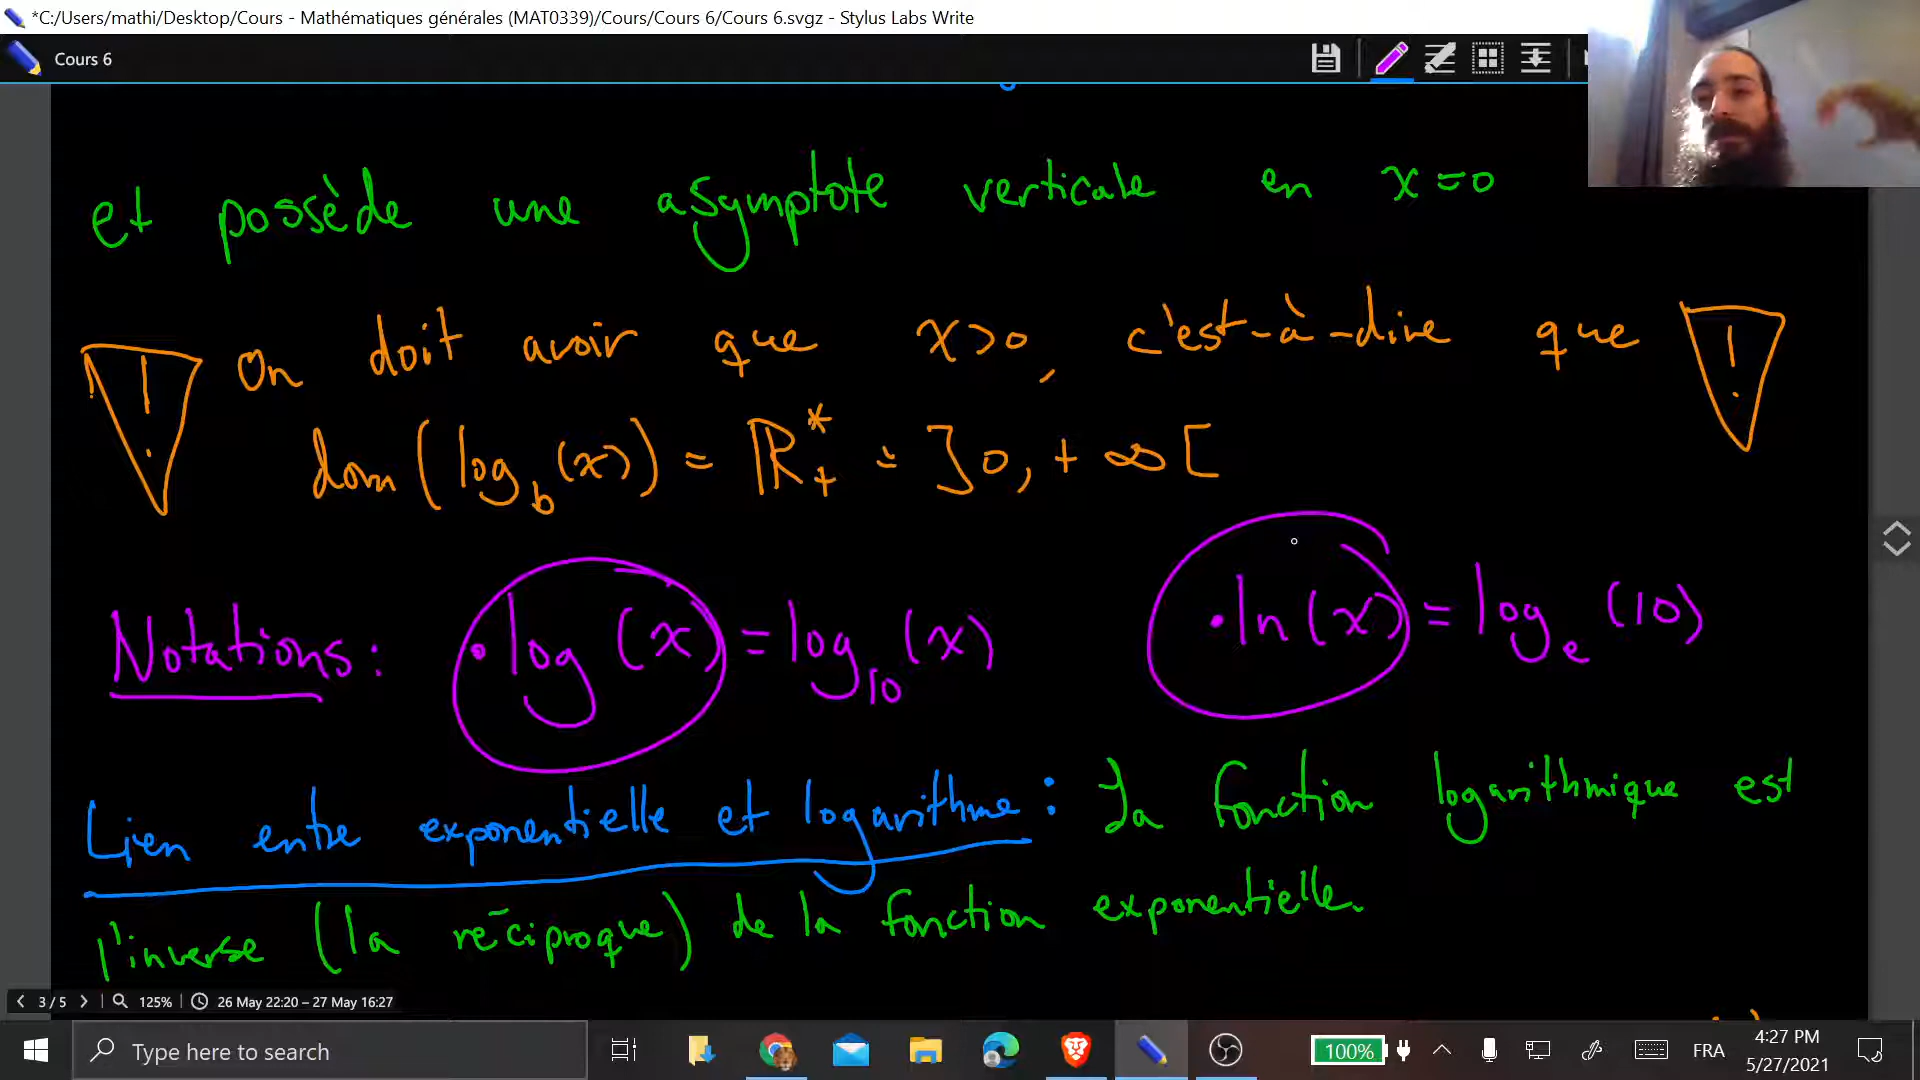 *C:/Users/mathi/Desktop/Cours - Mathématiques générales (MAT0339)/Cours/Cours 6/Cours 6.svgz - Stylus Labs Write
Cours 6
et possède une asymptote verticale en x=0
! On doit avoir que x>0, c'est-à-dire que !
dom(log_b(x)) = ℝ₊* = ]0, +∞[
Notations: • log(x) = log₁₀(x) • ln(x) = logₑ(10)
Lien entre exponentielle et logarithme : La fonction logarithmique est
l'inverse (la réciproque) de la fonction exponentielle.
3/5 125% 26 May 22:20 – 27 May 16:27
Type here to search
100% FRA 4:27 PM
5/27/2021